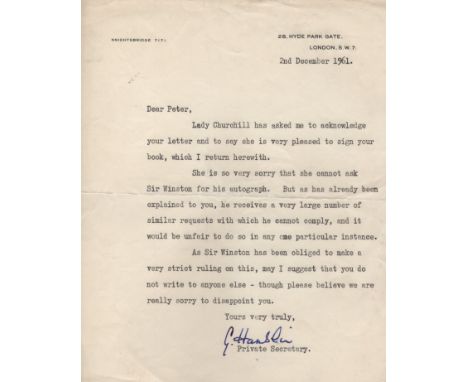 KNIGHTSBRIDGE 7171
28, HYDE PARK GATE,
LONDON, S.W.7.
2nd December 1961.
Dear Peter,
Lady Churchill has asked me to acknowledge
your letter and to say she is very pleased to sign your
book, which I return herewith.
She is so very sorry that she cannot ask
Sir Winston for his autograph. But as has already been
explained to you, he receives a very large number of
similar requests with which he cannot comply, and it
would be unfair to do so in any one particular instance.
As Sir Winston has been obliged to make a
very strict ruling on this, may I suggest that you do
not write to anyone else - though please believe we are
really sorry to disappoint you.
Yours very truly,
G. Hamblin
Private Secretary.